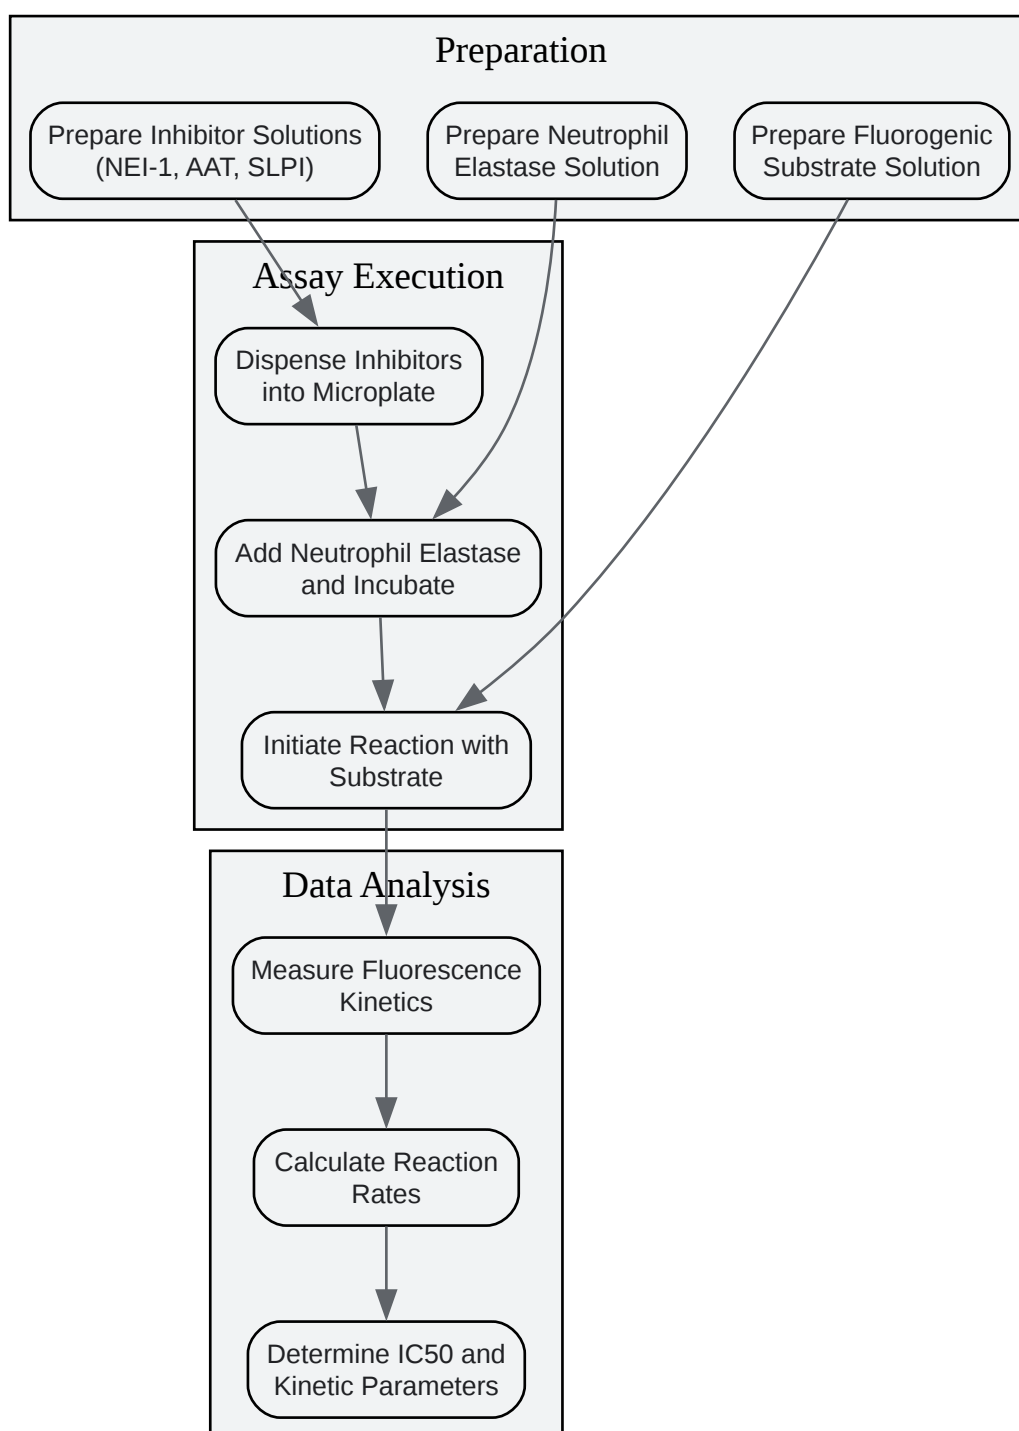 Preparation
Prepare Inhibitor Solutions
(NEI-1, AAT, SLPI)
Prepare Neutrophil
Elastase Solution
Prepare Fluorogenic
Substrate Solution
Assay Execution
Dispense Inhibitors
into Microplate
Add Neutrophil Elastase
and Incubate
Initiate Reaction with
Substrate
Data Analysis
Measure Fluorescence
Kinetics
Calculate Reaction
Rates
Determine IC50 and
Kinetic Parameters